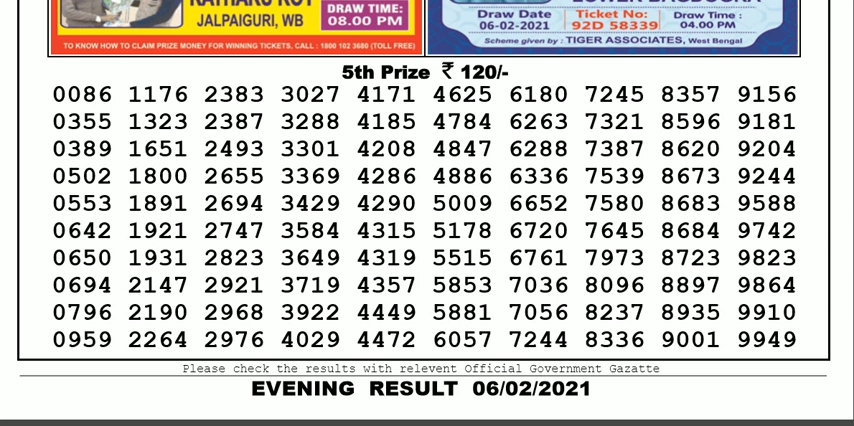 JALPAIGURI, WB
DRAW TIME:
08.00 PM
TO KNOW HOW TO CLAIM PRIZE MONEY FOR WINNING TICKETS, CALL : 1800 102 3680 (TOLL FREE)
LOWER BAGDOGRA
Draw Date
06-02-2021
Ticket No:
92D 58339
Draw Time :
04.00 PM
Scheme given by : TIGER ASSOCIATES, West Bengal
5th Prize ₹ 120/-
0086 1176 2383 3027 4171 4625 6180 7245 8357 9156
0355 1323 2387 3288 4185 4784 6263 7321 8596 9181
0389 1651 2493 3301 4208 4847 6288 7387 8620 9204
0502 1800 2655 3369 4286 4886 6336 7539 8673 9244
0553 1891 2694 3429 4290 5009 6652 7580 8683 9588
0642 1921 2747 3584 4315 5178 6720 7645 8684 9742
0650 1931 2823 3649 4319 5515 6761 7973 8723 9823
0694 2147 2921 3719 4357 5853 7036 8096 8897 9864
0796 2190 2968 3922 4449 5881 7056 8237 8935 9910
0959 2264 2976 4029 4472 6057 7244 8336 9001 9949
Please check the results with relevent Official Government Gazatte
EVENING RESULT 06/02/2021